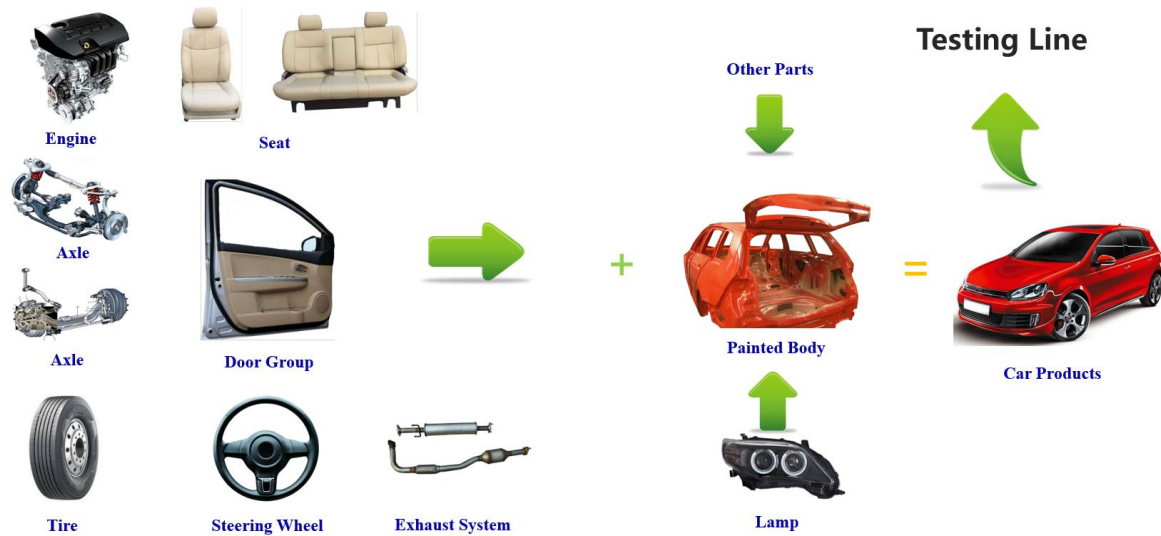 Testing Line
Other Parts
Engine
Seat
Axle
+
=
Axle
Door Group
Painted Body
Car Products
Tire
Steering Wheel
Exhaust System
Lamp